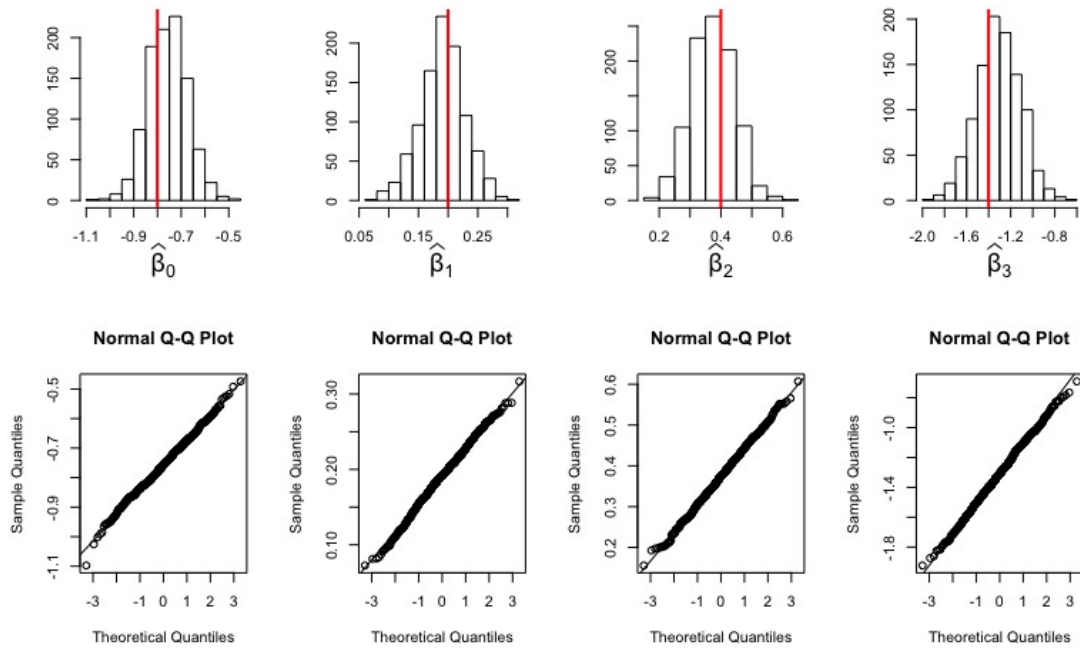 200
150
100
50
0
-1.1 -0.9 -0.7 -0.5
β̂0
200
150
100
50
0
0.05 0.15 0.25
β̂1
200
100
50
0
0.2 0.4 0.6
β̂2
200
150
100
50
0
-2.0 -1.6 -1.2 -0.8
β̂3
Normal Q-Q Plot
Sample Quantiles
-0.5
-0.7
-0.9
-1.1
-3 -1 0 1 2 3
Theoretical Quantiles
Normal Q-Q Plot
Sample Quantiles
0.30
0.20
0.10
-3 -1 0 1 2 3
Theoretical Quantiles
Normal Q-Q Plot
Sample Quantiles
0.6
0.5
0.4
0.3
0.2
-3 -1 0 1 2 3
Theoretical Quantiles
Normal Q-Q Plot
Sample Quantiles
-1.0
-1.4
-1.8
-3 -1 0 1 2 3
Theoretical Quantiles